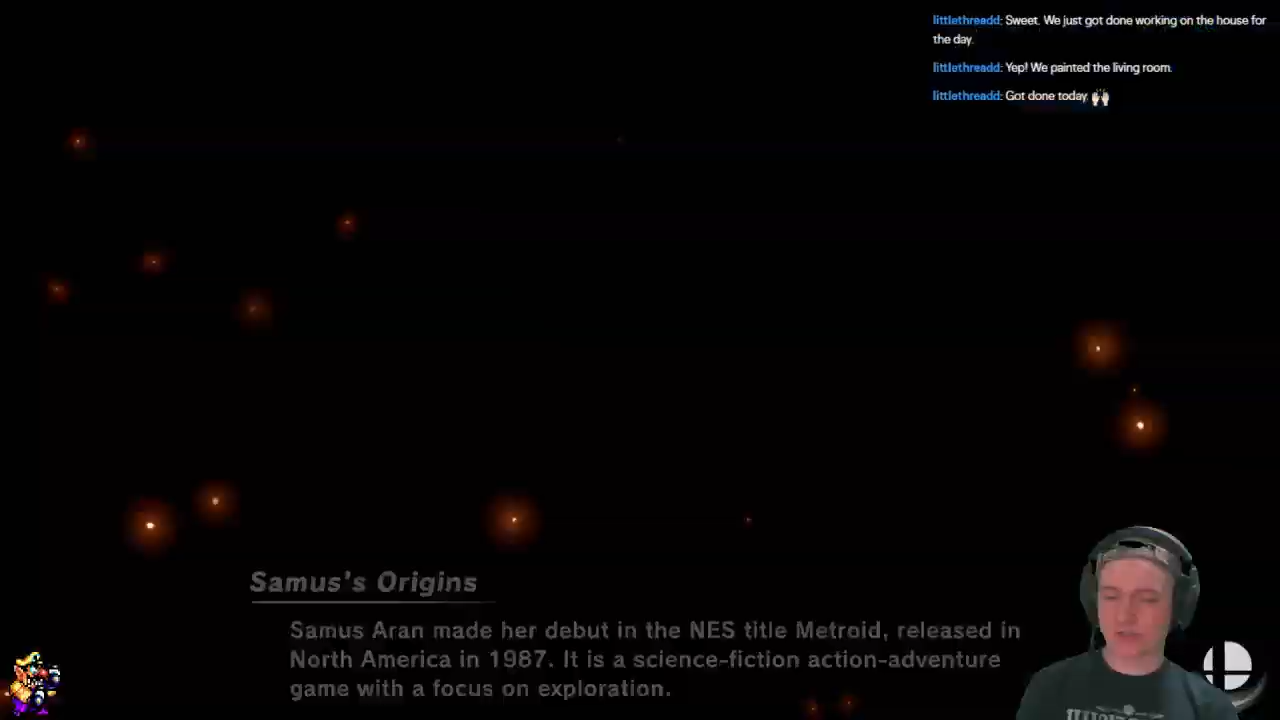 littlethreadd: Sweet. We just got done working on the house for
the day.
littlethreadd: Yep! We painted the living room.
littlethreadd: Got done today 🙌🏻
Samus's Origins
Samus Aran made her debut in the NES title Metroid, released in
North America in 1987. It is a science-fiction action-adventure
game with a focus on exploration.